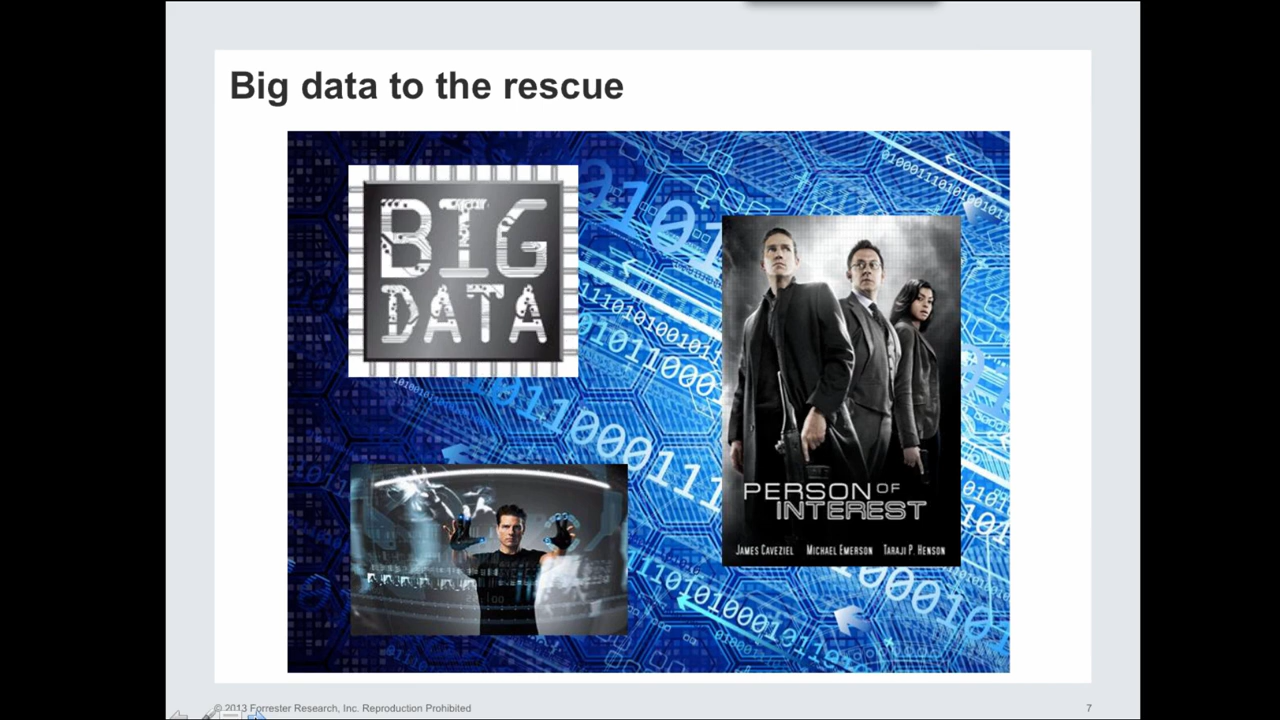 Big data to the rescue
BIG
DATA
PERSON OF
INTEREST
JAMES CAVEZIEL MICHAEL EMERSON TARAJI P. HENSON
© 2013 Forrester Research, Inc. Reproduction Prohibited
7